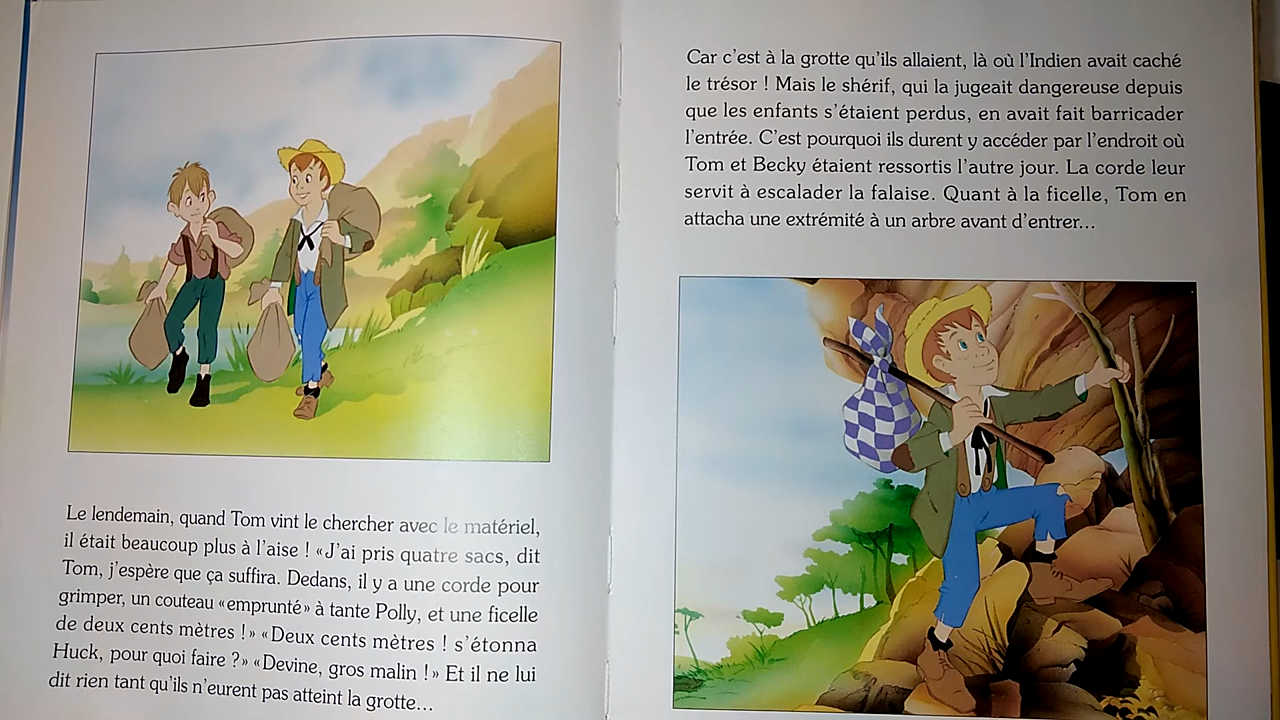 Le lendemain, quand Tom vint le chercher avec le matériel,
il était beaucoup plus à l'aise ! «J'ai pris quatre sacs, dit
Tom, j'espère que ça suffira. Dedans, il y a une corde pour
grimper, un couteau «emprunté» à tante Polly, et une ficelle
de deux cents mètres !» «Deux cents mètres ! s'étonna
Huck, pour quoi faire ?» «Devine, gros malin !» Et il ne lui
dit rien tant qu'ils n'eurent pas atteint la grotte...
Car c'est à la grotte qu'ils allaient, là où l'Indien avait caché
le trésor ! Mais le shérif, qui la jugeait dangereuse depuis
que les enfants s'étaient perdus, en avait fait barricader
l'entrée. C'est pourquoi ils durent y accéder par l'endroit où
Tom et Becky étaient ressortis l'autre jour. La corde leur
servit à escalader la falaise. Quant à la ficelle, Tom en
attacha une extrémité à un arbre avant d'entrer...